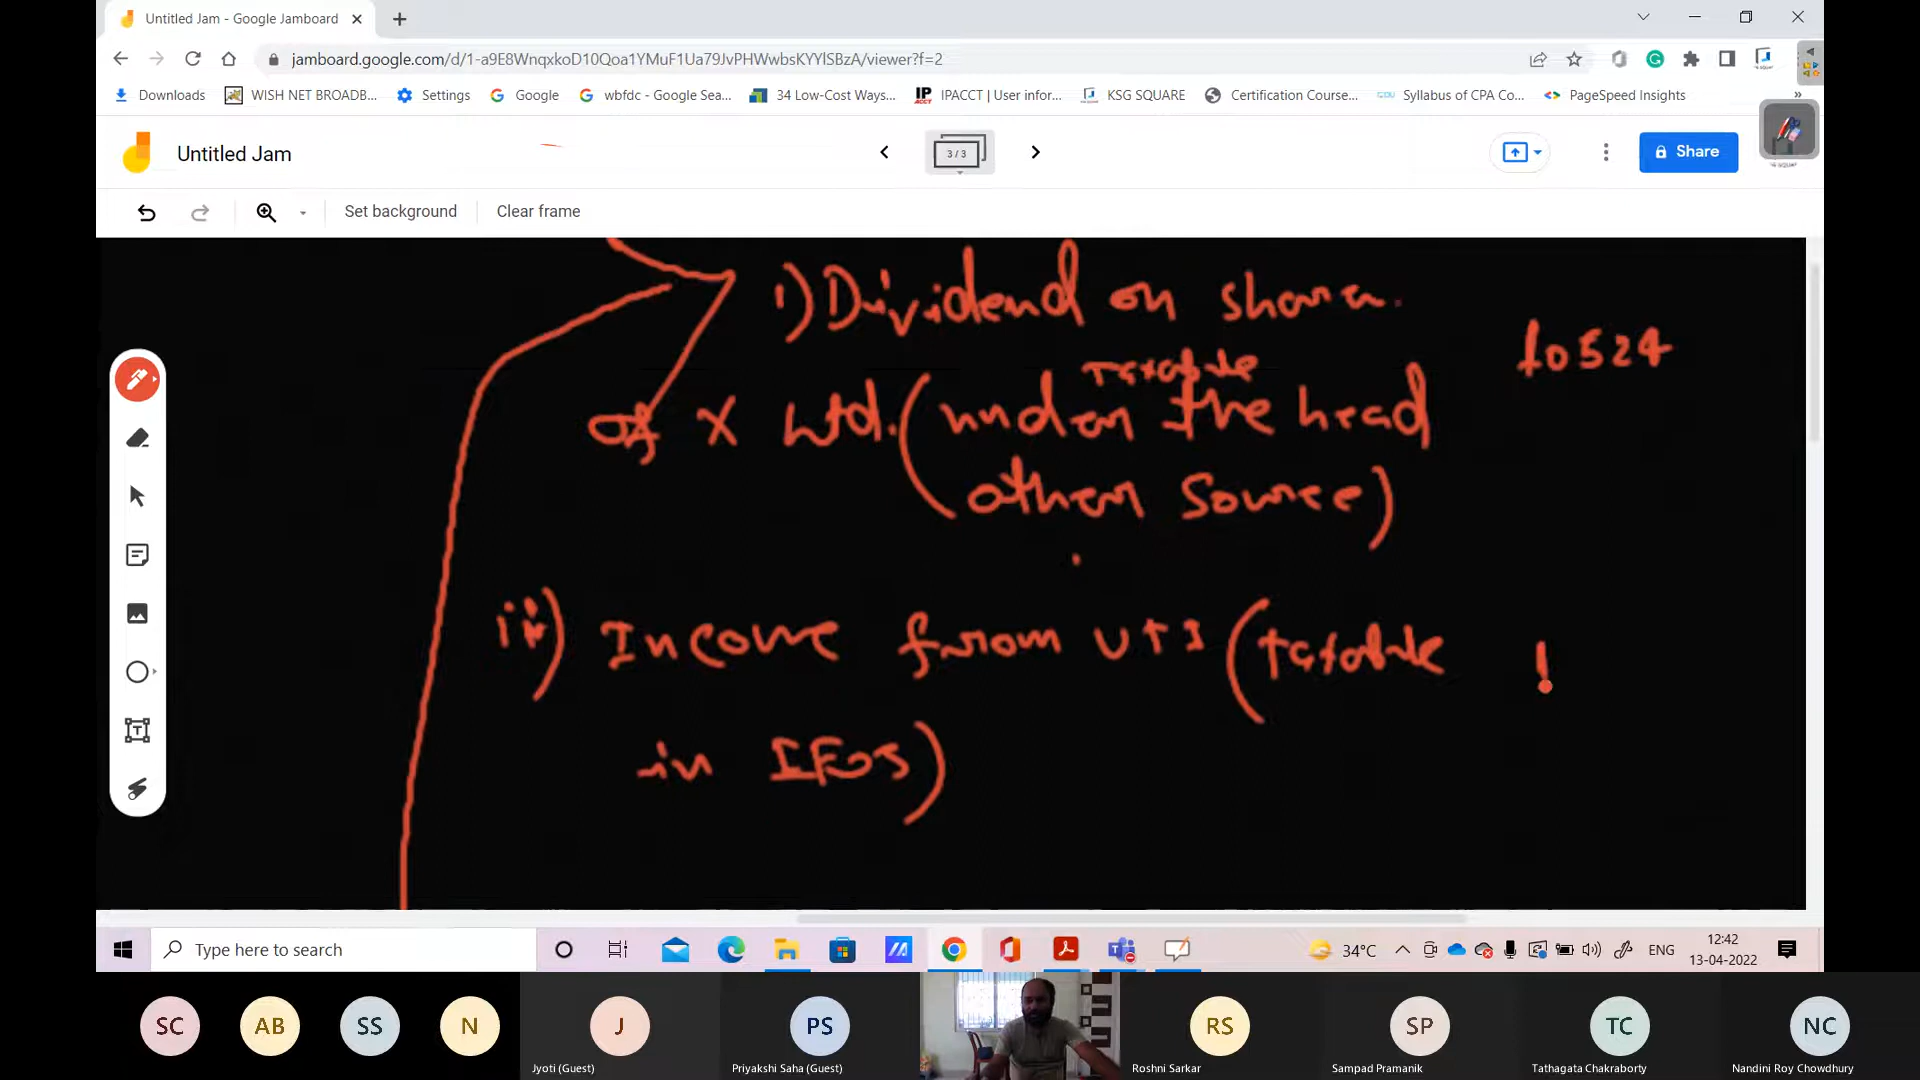 Untitled Jam - Google Jamboard
jamboard.google.com/d/1-a9E8WnqxkoD10Qoa1YMuF1Ua79JvPHWwbsKYYlSBzA/viewer?f=2
Downloads WISH NET BROADB... Settings Google wbfdc - Google Sea... 34 Low-Cost Ways... IPACCT | User infor... KSG SQUARE Certification Course... Syllabus of CPA Co... PageSpeed Insights »
Untitled Jam 3 / 3 Share
Set background Clear frame
i) Dividend on share
Taxable
of X Ltd. (under the head
other source)
ii) Income from UTI (taxable !
in IFOS)
Type here to search 34°C ENG 12:42
13-04-2022
SC AB SS N J PS RS SP TC NC
Jyoti (Guest) Priyakshi Saha (Guest) Roshni Sarkar Sampad Pramanik Tathagata Chakraborty Nandini Roy Chowdhury